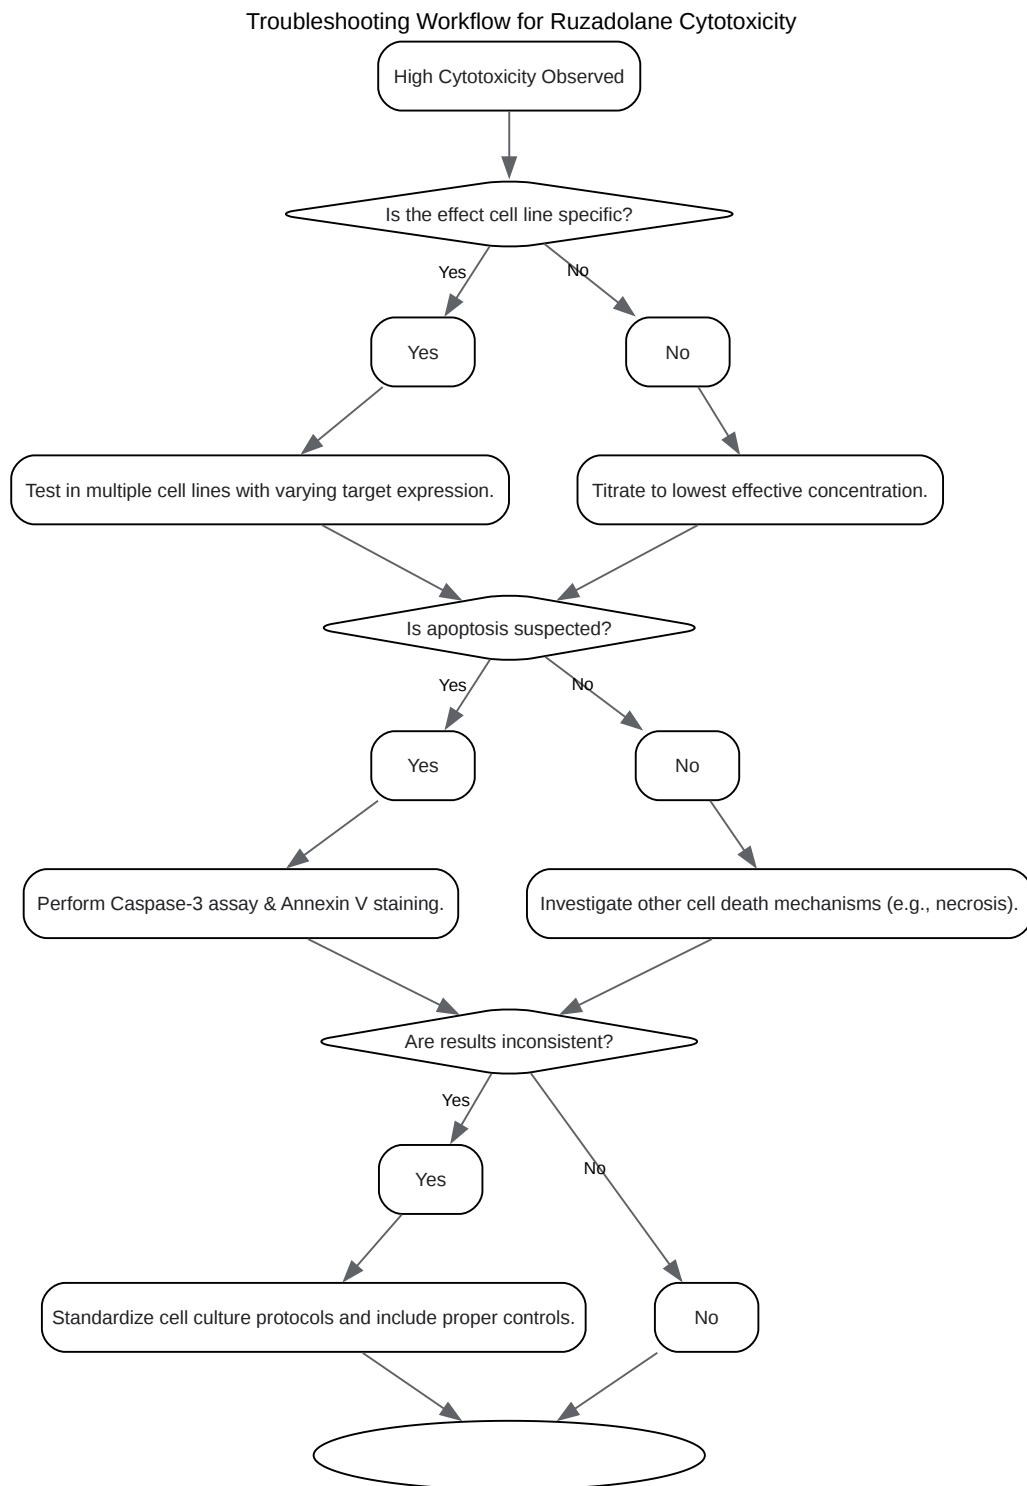 Troubleshooting Workflow for Ruzadolane Cytotoxicity
High Cytotoxicity Observed
Is the effect cell line specific?
Yes
No
Yes
No
Test in multiple cell lines with varying target expression.
Titrate to lowest effective concentration.
Is apoptosis suspected?
Yes
No
Yes
No
Perform Caspase-3 assay & Annexin V staining.
Investigate other cell death mechanisms (e.g., necrosis).
Are results inconsistent?
Yes
No
Yes
Standardize cell culture protocols and include proper controls.
No